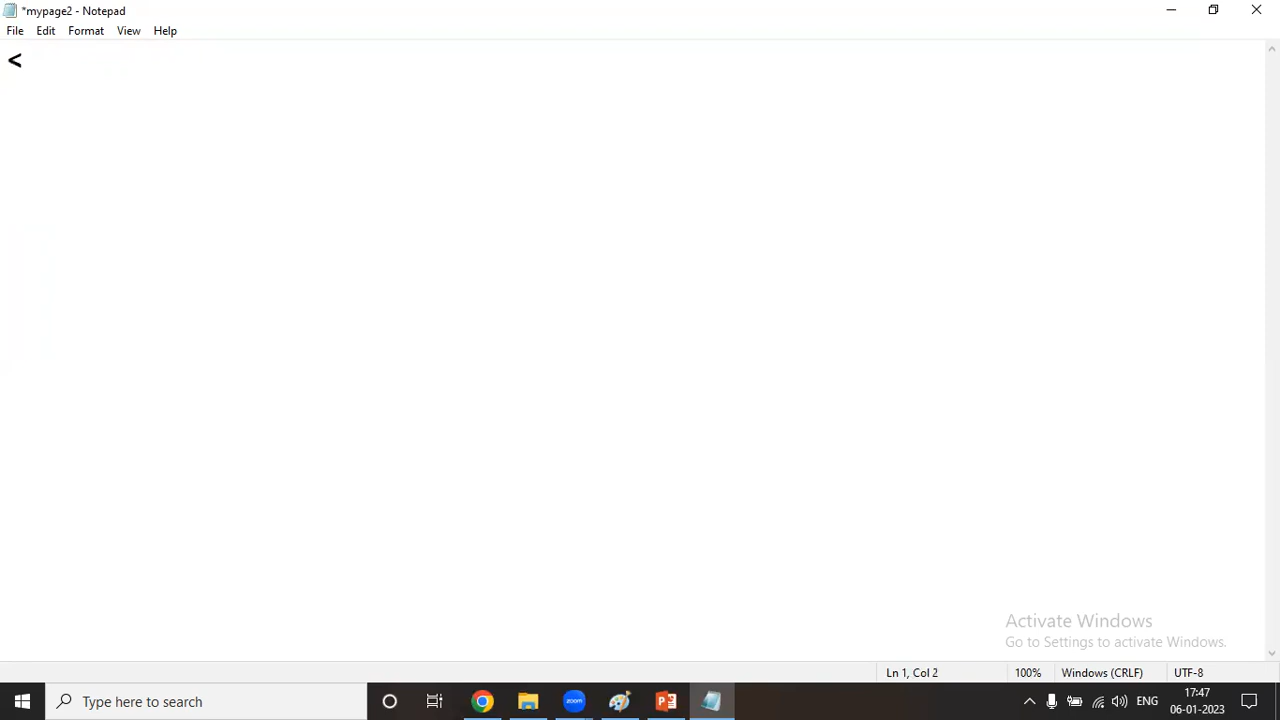 *mypage2 - Notepad
File Edit Format View Help
<
Activate Windows
Go to Settings to activate Windows.
Ln 1, Col 2 100% Windows (CRLF) UTF-8
Type here to search zoom ENG 17:47
06-01-2023